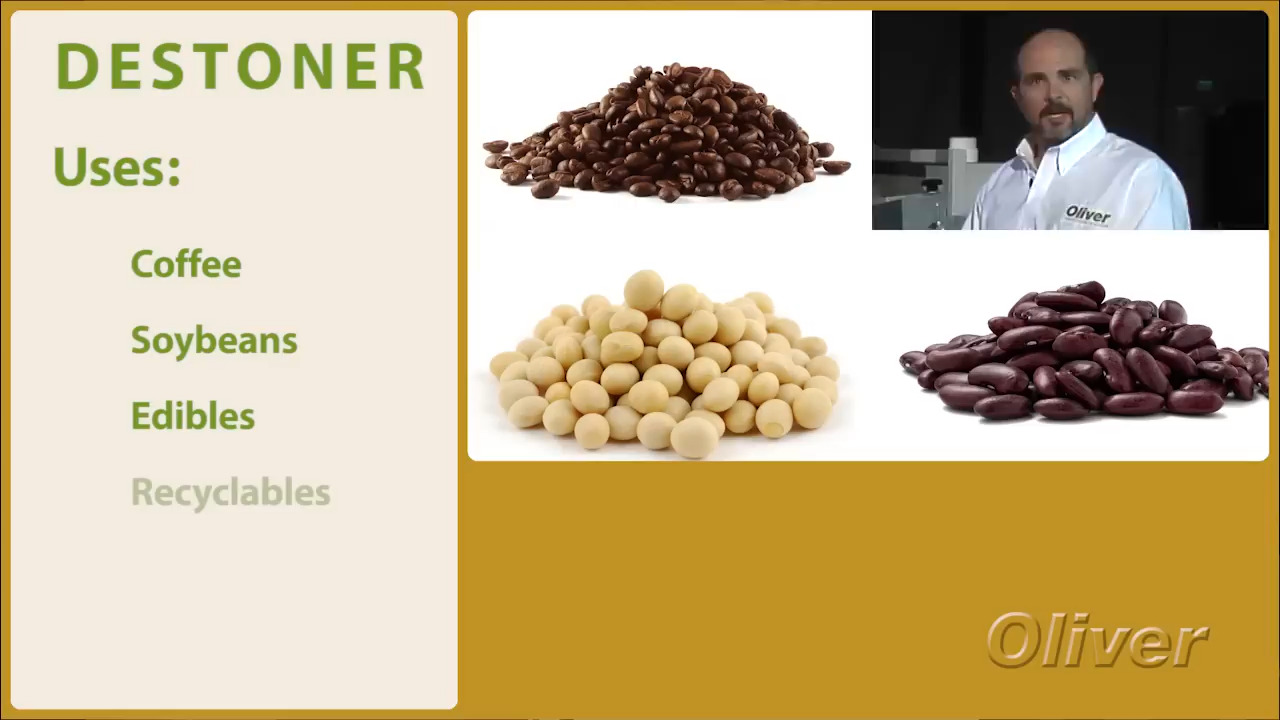 DESTONER
Uses:
Coffee
Soybeans
Edibles
Recyclables
Oliver
Oliver